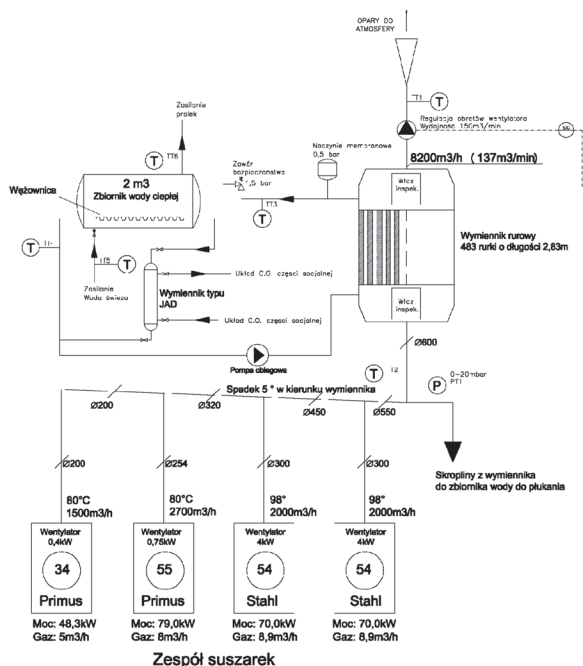 OPARY DO
ATMOSFERY
TT1
T
Regulacja obrotów wentylatora
Wydajność 150m3/min
8200m3/h ( 137m3/min)
Zasilanie
pralek
T
TT6
2 m3
Zbiornik wody ciepłej
Wężownica
Zawór
bezpieczeństwa
1,5 bar
Naczynie membranowe
0,5 bar
TT3
T
Włcz
inspek.
Wymiennik rurowy
483 rurki o długości 2,83m
Włcz
inspek.
T
TT5
T
Zasilanie
Woda świeża
Wymiennik typu
JAD
Układ C.O. części socjalnej
Układ C.O. części socjalnej
Pompa obiegowa
Ø600
T
T2
P
0-20mbar
PT1
Spadek 5 ° w kierunku wymiennika
Ø200
Ø320
Ø450
Ø550
Skropliny z wymiennika
do zbiornika wody do płukania
Ø200
Ø254
Ø300
Ø300
80°C
1500m3/h
80°C
2700m3/h
98°
2000m3/h
98°
2000m3/h
Wentylator
0,4kW
34
Primus
Wentylator
0,75kW
55
Primus
Wentylator
4kW
54
Stahl
Wentylator
4kW
54
Stahl
Moc: 48,3kW
Gaz: 5m3/h
Moc: 79,0kW
Gaz: 8m3/h
Moc: 70,0kW
Gaz: 8,9m3/h
Moc: 70,0kW
Gaz: 8,9m3/h
Zespół suszarek